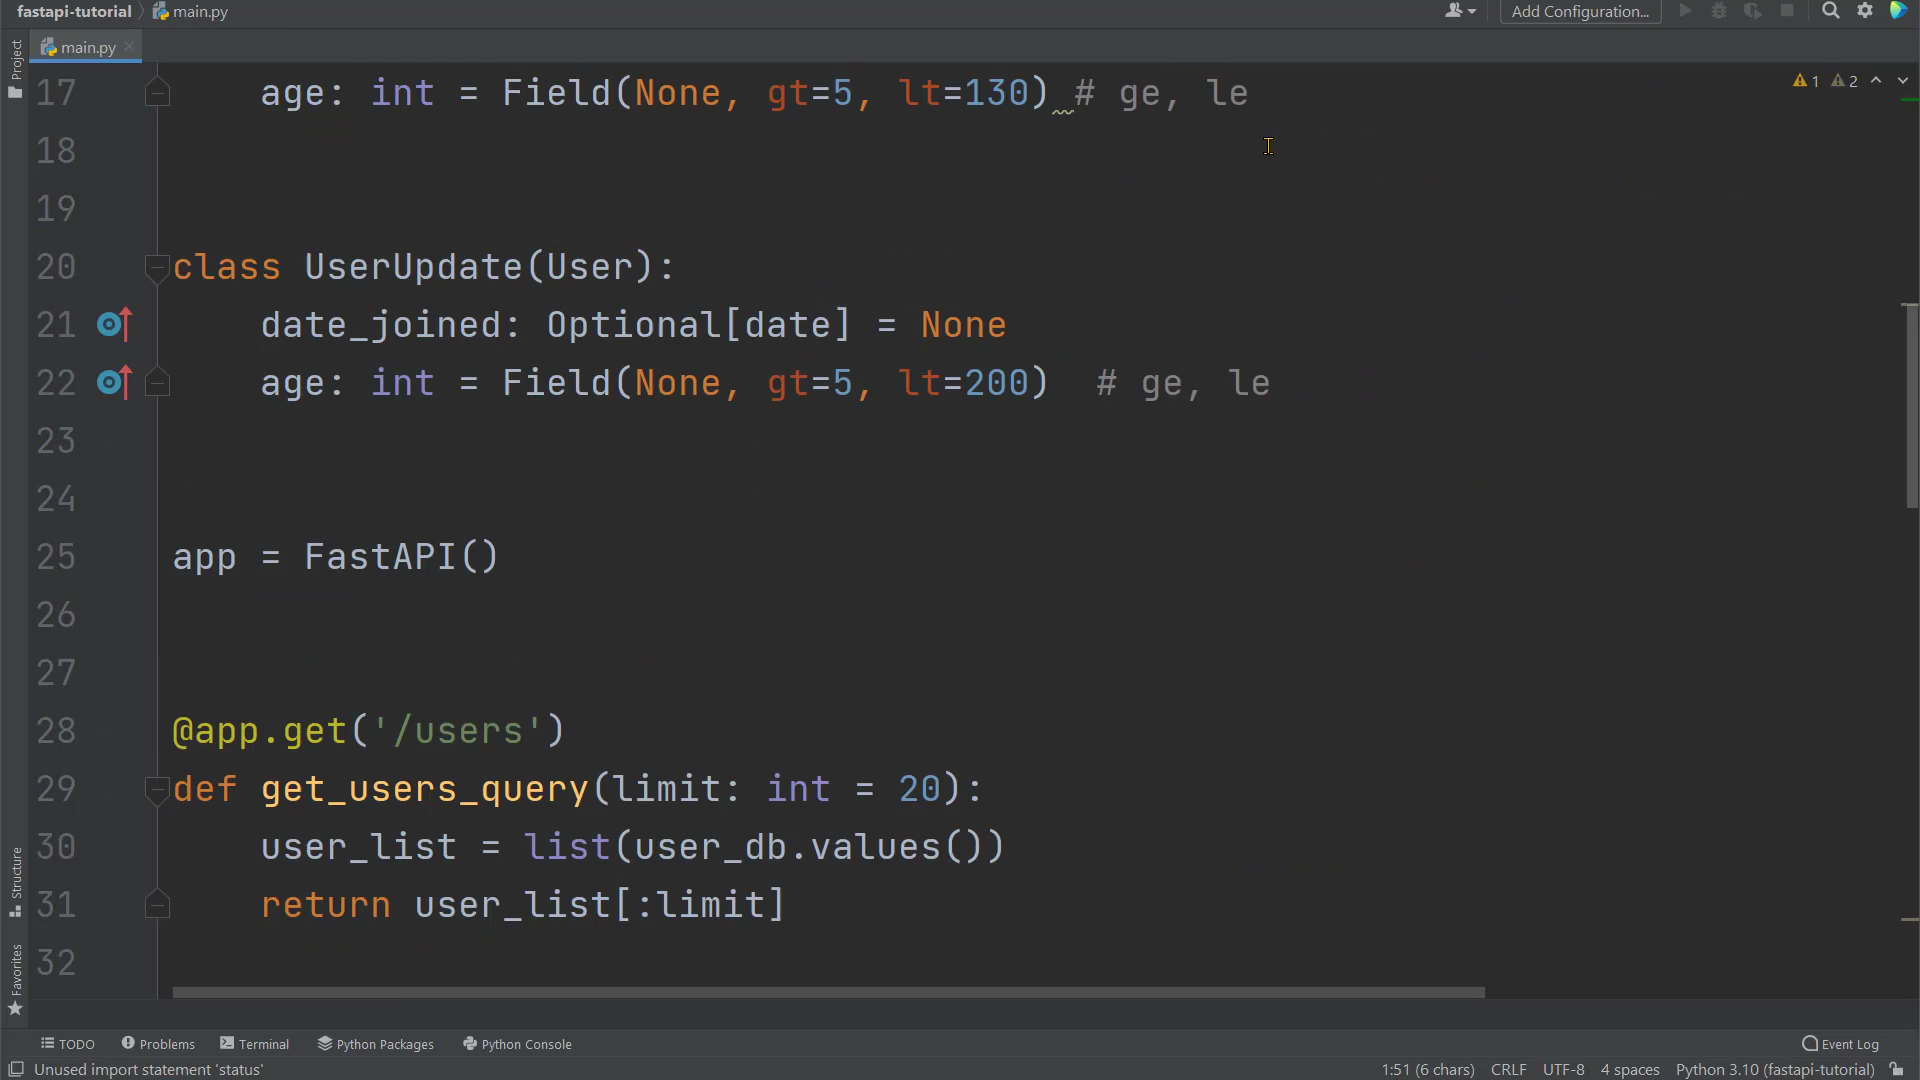 fastapi-tutorial main.py Add Configuration...
main.py
Project
17 age: int = Field(None, gt=5, lt=130) # ge, le
1 2
18
19
20 class UserUpdate(User):
21 date_joined: Optional[date] = None
22 age: int = Field(None, gt=5, lt=200)  # ge, le
23
24
25 app = FastAPI()
26
27
28 @app.get('/users')
29 def get_users_query(limit: int = 20):
30 user_list = list(user_db.values())
31 return user_list[:limit]
32
Structure
Favorites
TODO Problems Terminal Python Packages Python Console Event Log
Unused import statement 'status' 1:51 (6 chars) CRLF UTF-8 4 spaces Python 3.10 (fastapi-tutorial)